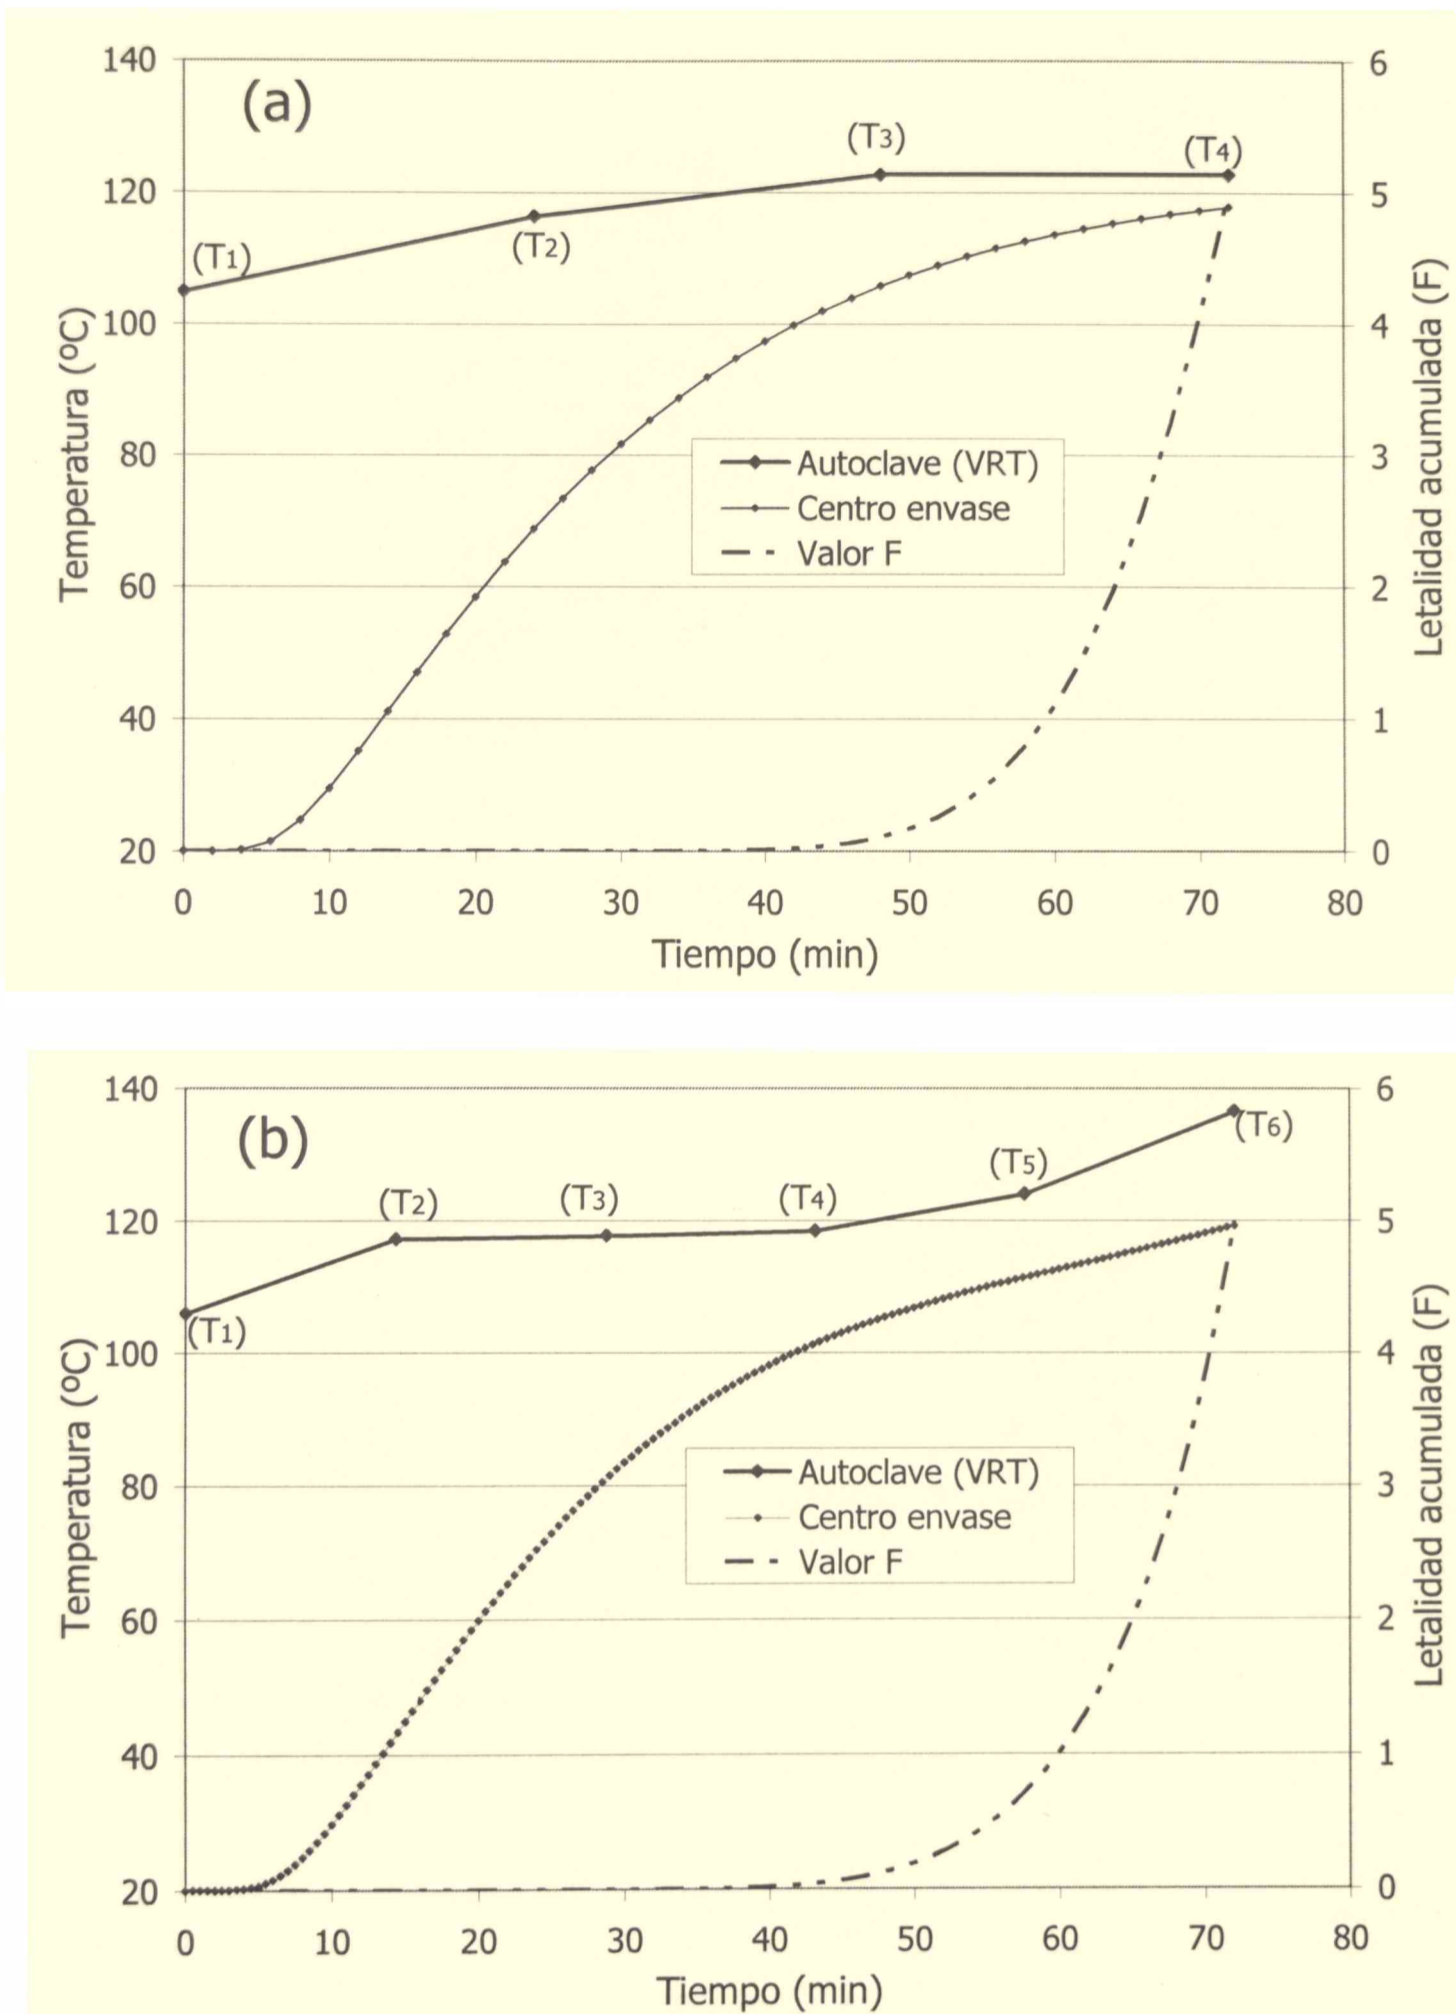 (a)
140
120
100
80
60
40
20
Temperatura (ºC)
(T1)
(T2)
(T3)
(T4)
Autoclave (VRT)
Centro envase
Valor F
6
5
4
3
2
1
0
Letalidad acumulada (F)
0 10 20 30 40 50 60 70 80
Tiempo (min)
(b)
140
120
100
80
60
40
20
Temperatura (ºC)
(T1)
(T2)
(T3)
(T4)
(T5)
(T6)
Autoclave (VRT)
Centro envase
Valor F
6
5
4
3
2
1
0
Letalidad acumulada (F)
0 10 20 30 40 50 60 70 80
Tiempo (min)